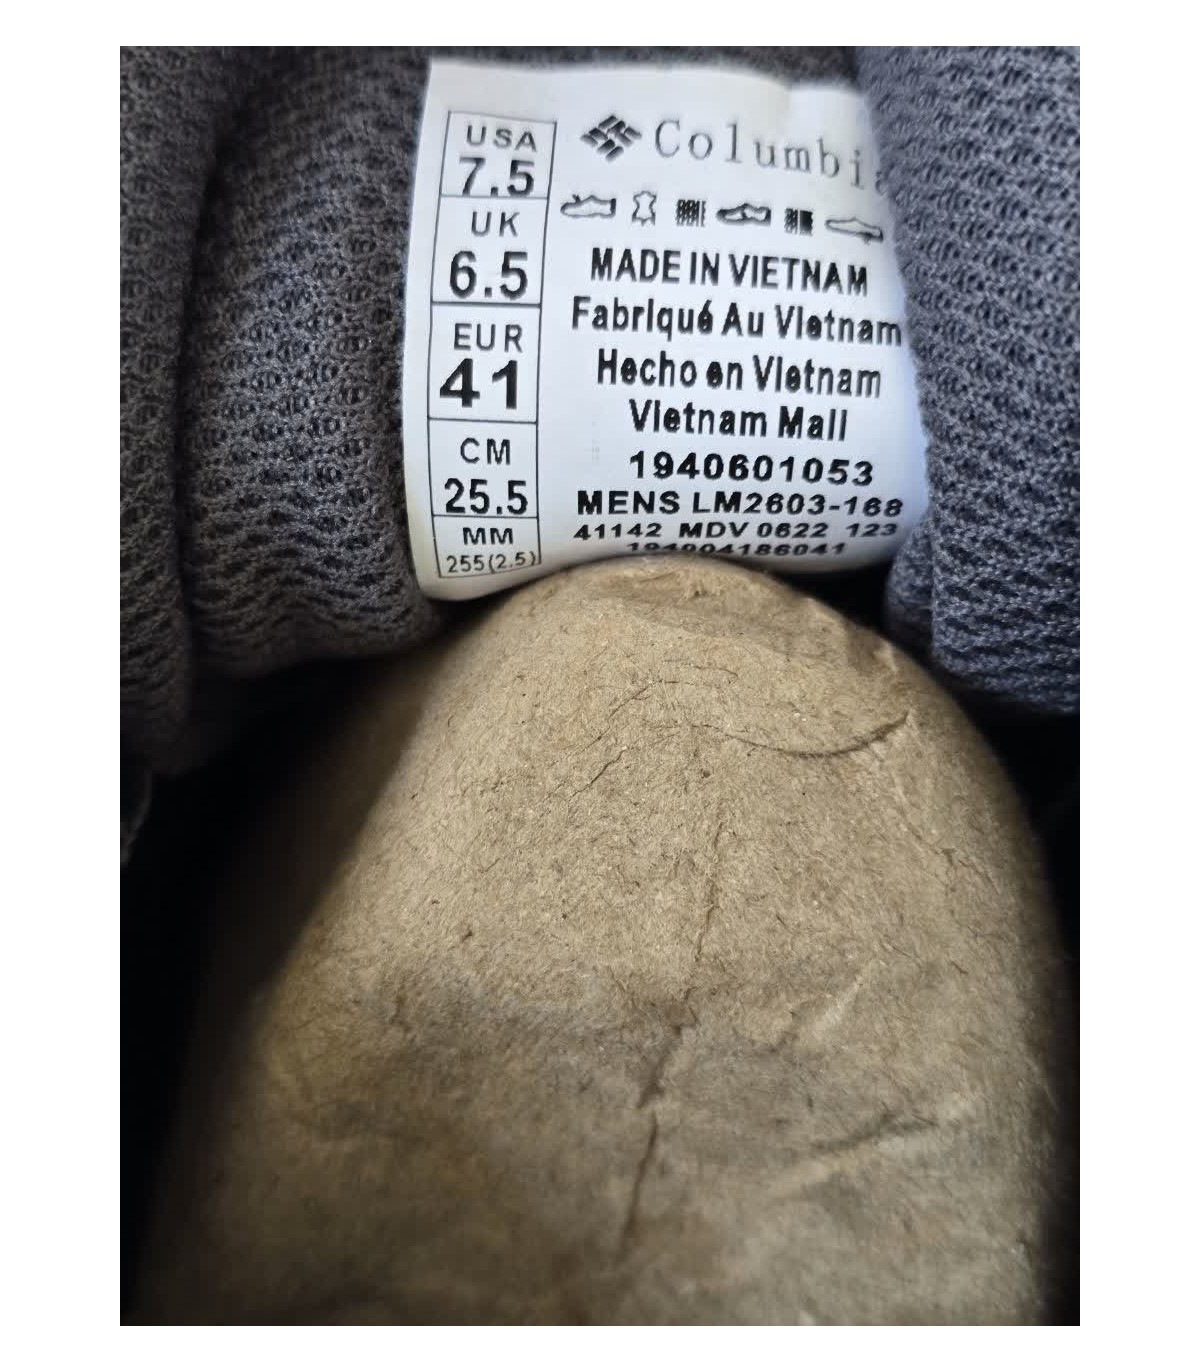 USA
7.5
UK
6.5
EUR
41
CM
25.5
MM
255(2.5)
Columbia
MADE IN VIETNAM
Fabriqué Au Vietnam
Hecho en Vietnam
Vietnam Mall
1940601053
MENS LM2603-168
41142 MDV 0622 123